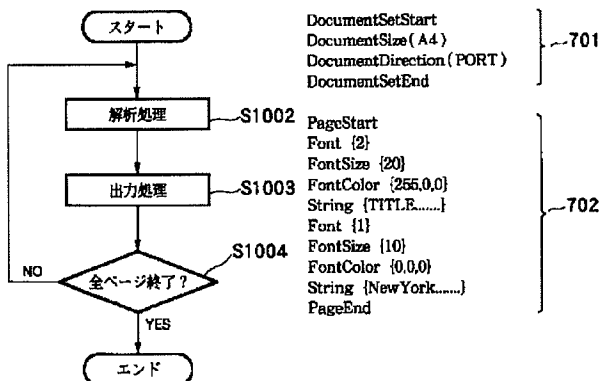 スタート
解析処理
S1002
出力処理
S1003
全ページ終了?
S1004
NO
YES
エンド
DocumentSetStart
DocumentSize(A4)
DocumentDirection(PORT)
DocumentSetEnd
701
PageStart
Font {2}
FontSize {20}
FontColor {255,0,0}
String {TITLE......}
Font {1}
FontSize {10}
FontColor {0,0,0}
String {NewYork......}
PageEnd
702